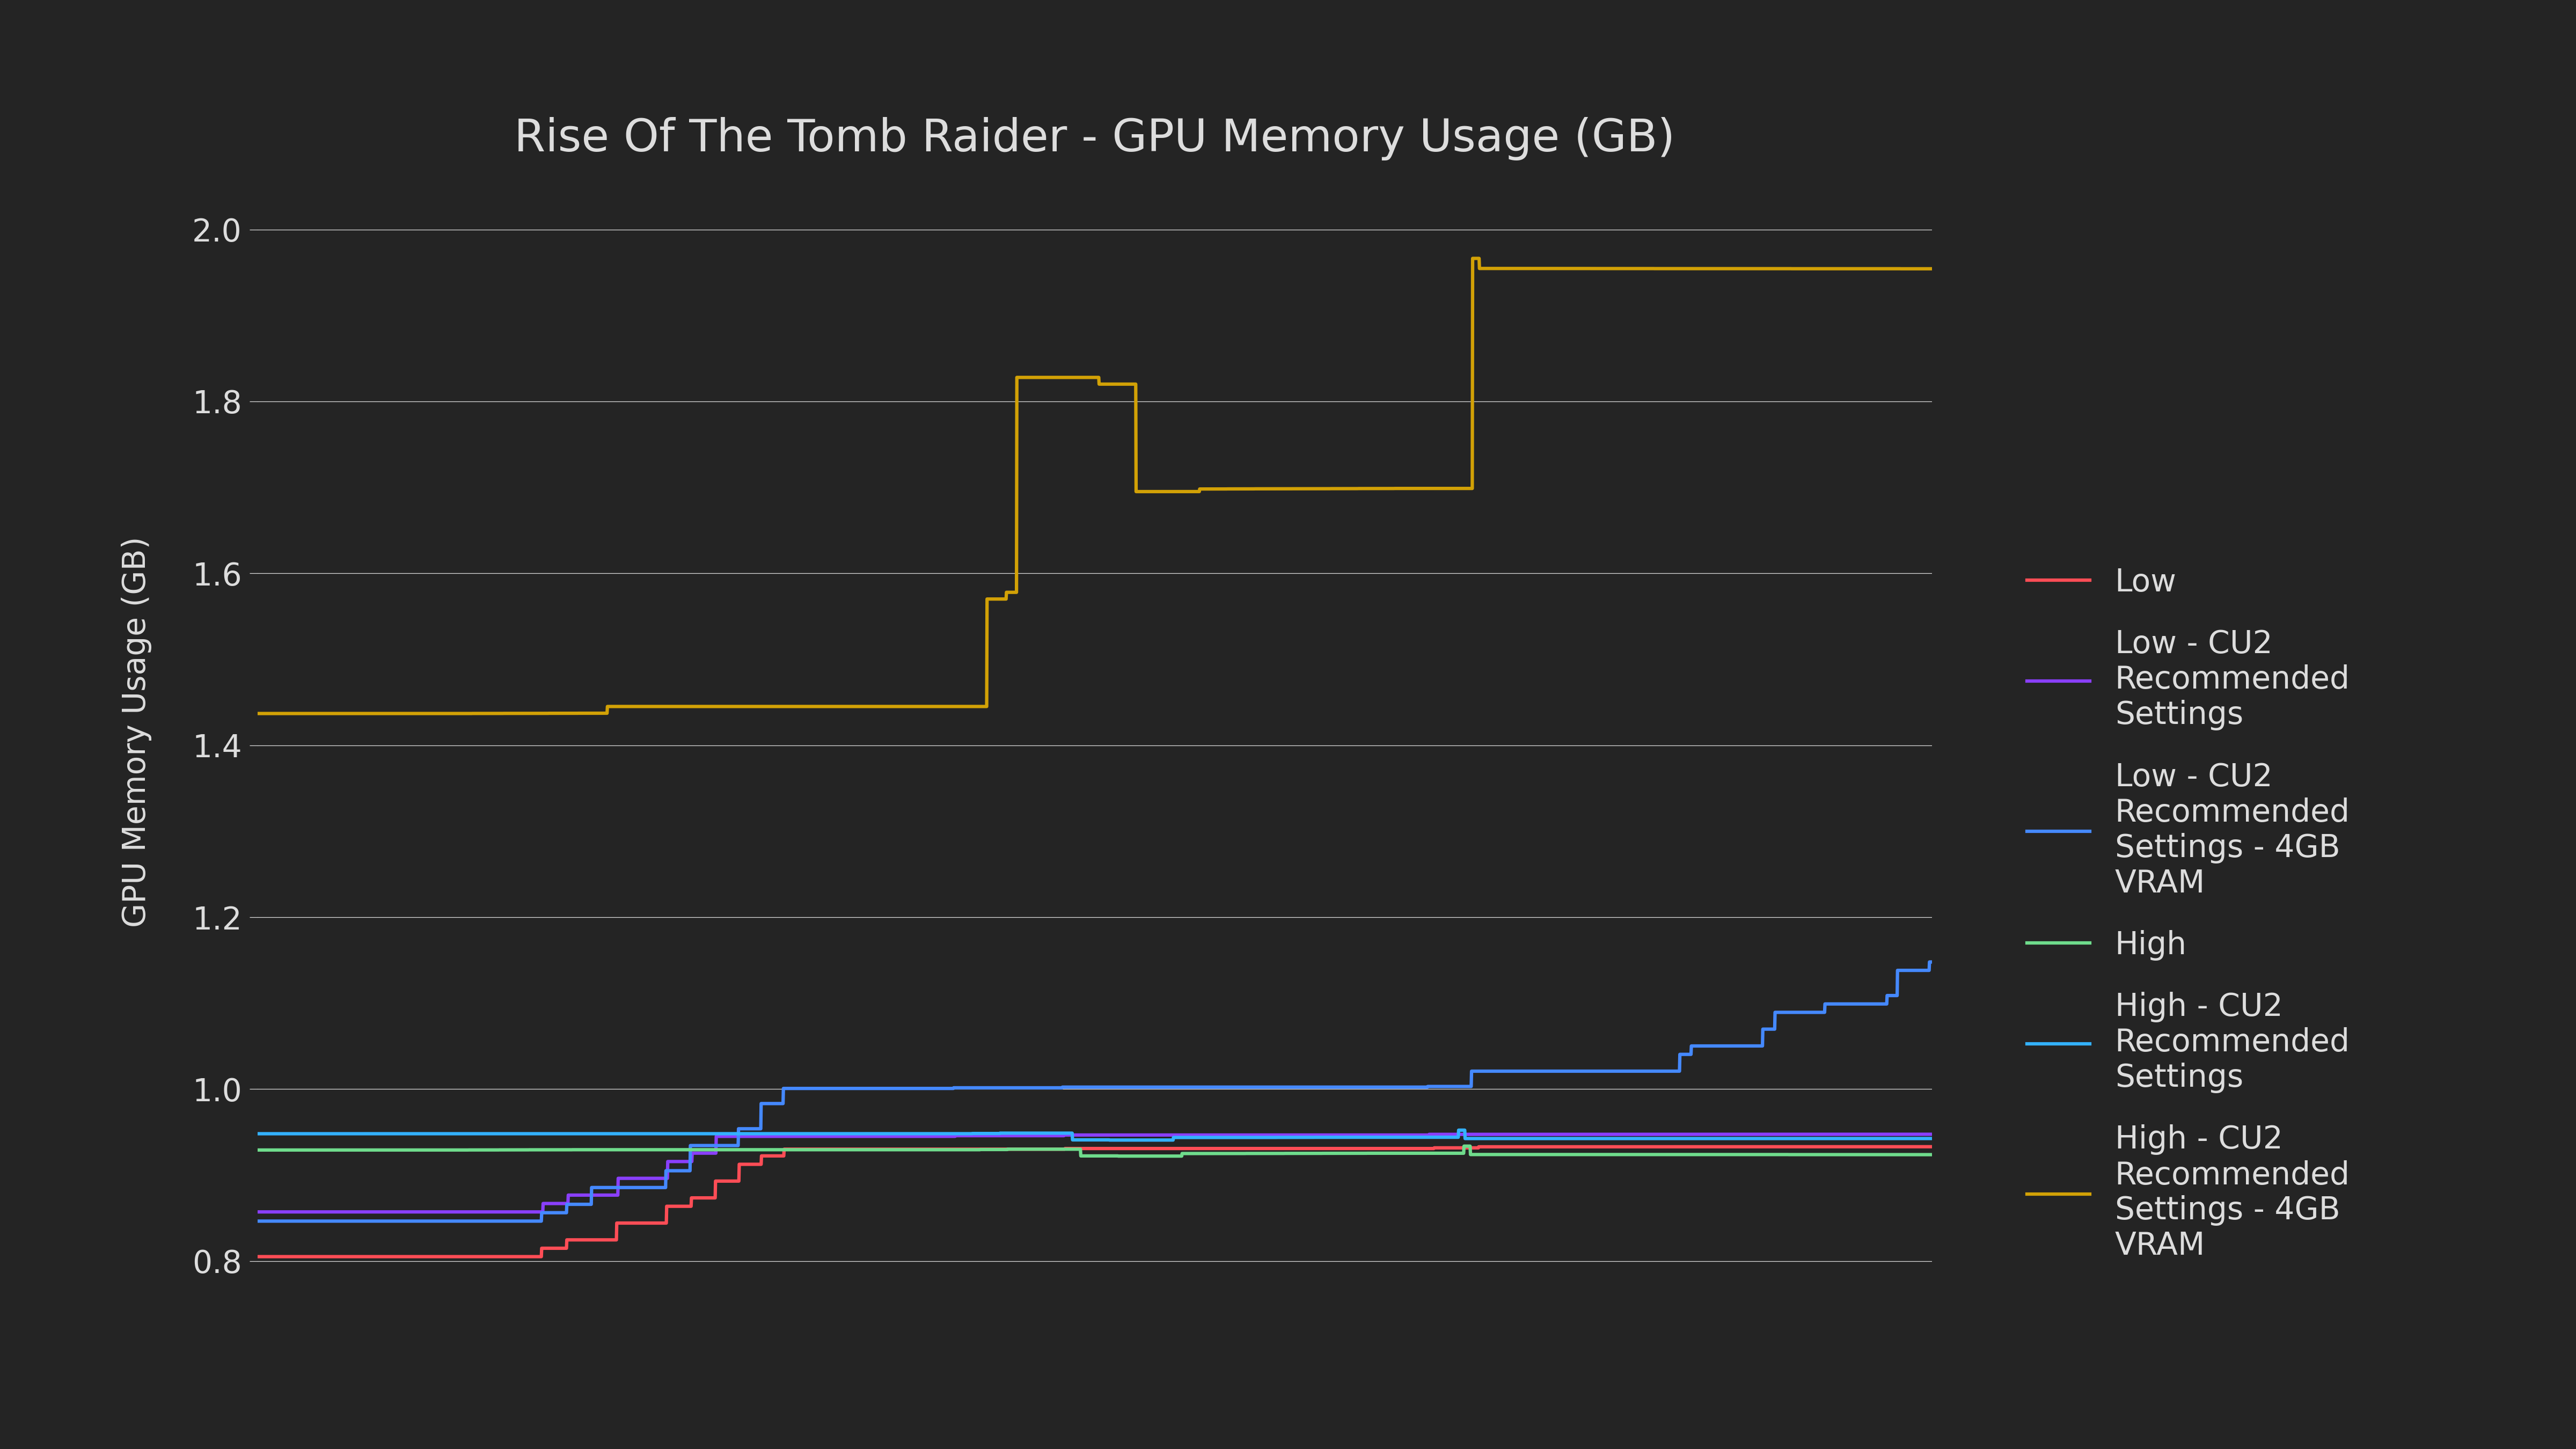 Rise Of The Tomb Raider - GPU Memory Usage (GB)
GPU Memory Usage (GB)
2.0
1.8
1.6
1.4
1.2
1.0
0.8
Low
Low - CU2
Recommended
Settings
Low - CU2
Recommended
Settings - 4GB
VRAM
High
High - CU2
Recommended
Settings
High - CU2
Recommended
Settings - 4GB
VRAM